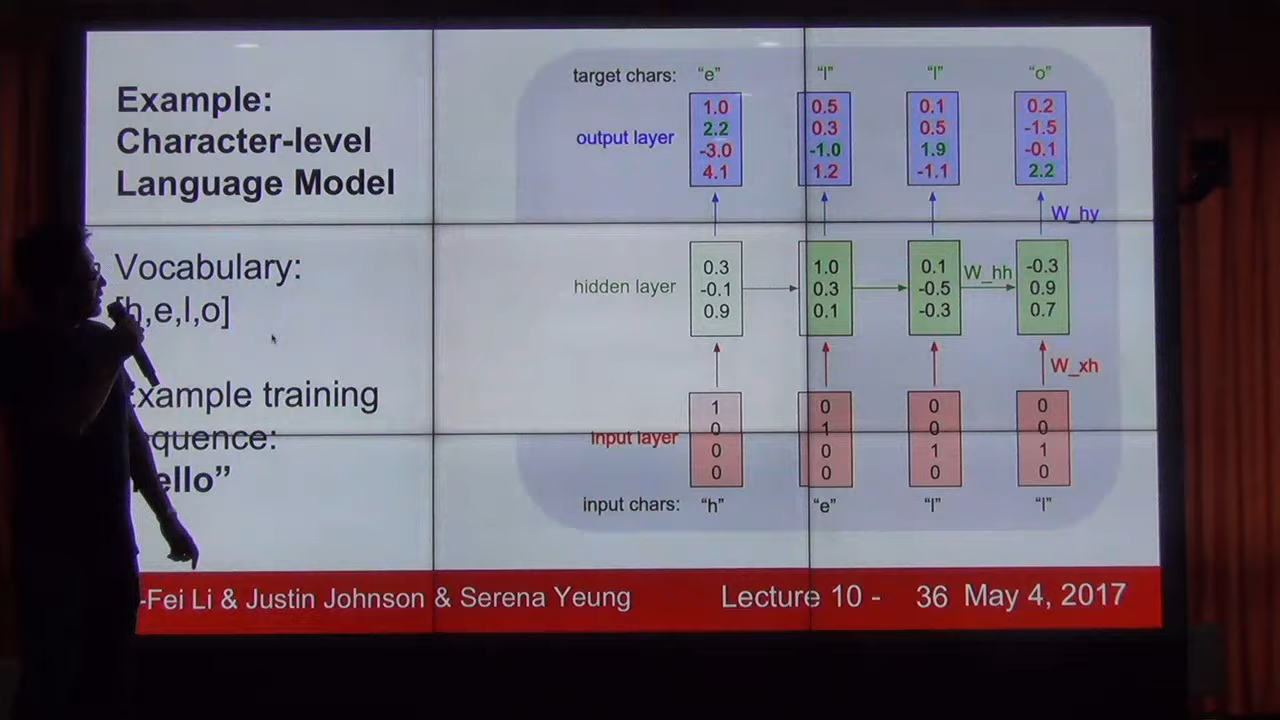 Example:
Character-level
Language Model
Vocabulary:
[h,e,l,o]
Example training
sequence:
"hello"
target chars: "e" "l" "l" "o"
output layer
1.0 0.5 0.1 0.2
2.2 0.3 0.5 -1.5
-3.0 -1.0 1.9 -0.1
4.1 1.2 -1.1 2.2
W_hy
hidden layer
0.3 1.0 0.1 -0.3
-0.1 0.3 -0.5 0.9
0.9 0.1 -0.3 0.7
W_hh
W_xh
input layer
1 0 0 0
0 1 0 0
0 0 1 1
0 0 0 0
input chars: "h" "e" "l" "l"
-Fei Li & Justin Johnson & Serena Yeung Lecture 10 - 36 May 4, 2017